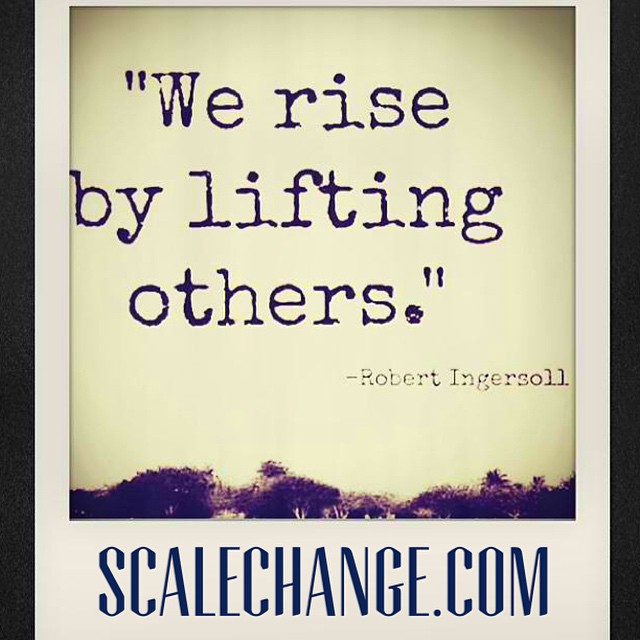 "We rise
by lifting
others."
-Robert Ingersoll
SCALECHANGE.COM